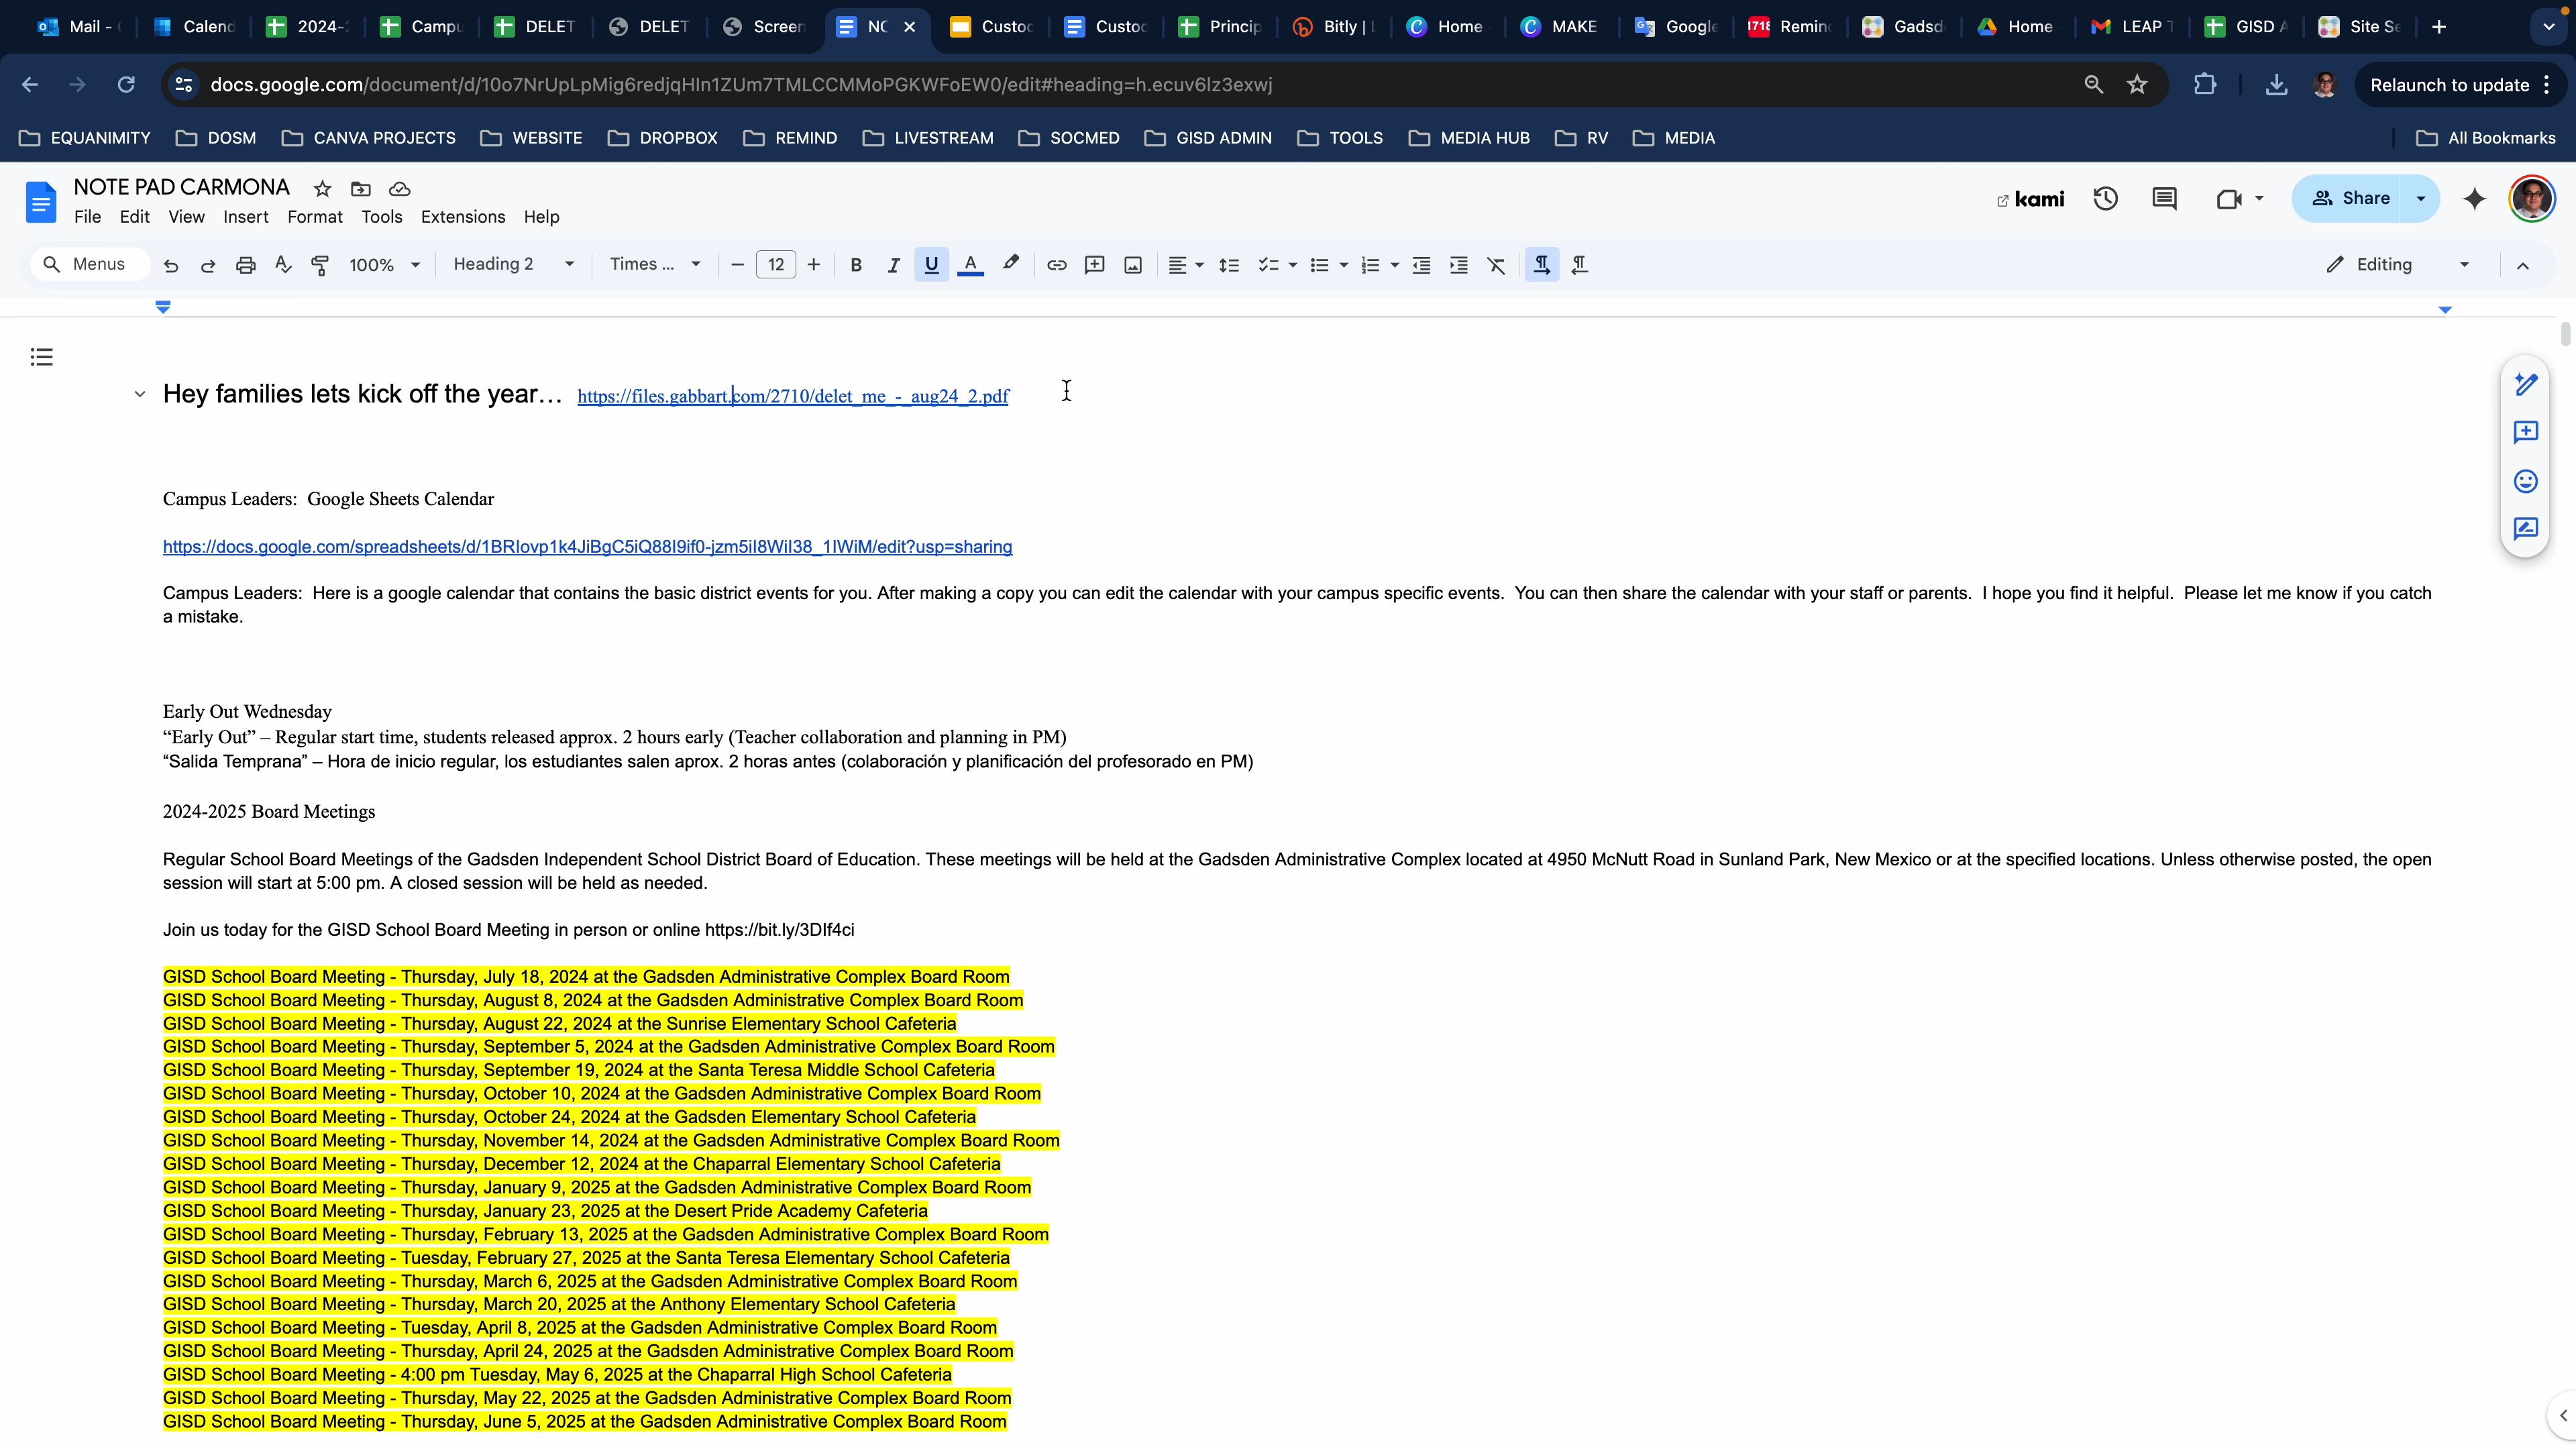 Mail - Calend 2024- Campu DELET DELET Screen NO Custod Custod Princip Bitly | Home MAKE Google Remind Gadsd Home LEAP T GISD A Site Se
docs.google.com/document/d/10o7NrUpLpMig6redjqHIn1ZUm7TMLCCMMoPGKWFoEW0/edit#heading=h.ecuv6lz3exwj Relaunch to update
EQUANIMITY DOSM CANVA PROJECTS WEBSITE DROPBOX REMIND LIVESTREAM SOCMED GISD ADMIN TOOLS MEDIA HUB RV MEDIA All Bookmarks
NOTE PAD CARMONA
kami Share
File Edit View Insert Format Tools Extensions Help
Menus 100% Heading 2 Times ... 12 B I U A Editing
Hey families lets kick off the year… https://files.gabbart.com/2710/delet_me_-_aug24_2.pdf
Campus Leaders: Google Sheets Calendar
https://docs.google.com/spreadsheets/d/1BRIovp1k4JiBgC5iQ88I9if0-jzm5iI8WiI38_1IWiM/edit?usp=sharing
Campus Leaders: Here is a google calendar that contains the basic district events for you. After making a copy you can edit the calendar with your campus specific events. You can then share the calendar with your staff or parents. I hope you find it helpful. Please let me know if you catch
a mistake.
Early Out Wednesday
“Early Out” – Regular start time, students released approx. 2 hours early (Teacher collaboration and planning in PM)
“Salida Temprana” – Hora de inicio regular, los estudiantes salen aprox. 2 horas antes (colaboración y planificación del profesorado en PM)
2024-2025 Board Meetings
Regular School Board Meetings of the Gadsden Independent School District Board of Education. These meetings will be held at the Gadsden Administrative Complex located at 4950 McNutt Road in Sunland Park, New Mexico or at the specified locations. Unless otherwise posted, the open
session will start at 5:00 pm. A closed session will be held as needed.
Join us today for the GISD School Board Meeting in person or online https://bit.ly/3DIf4ci
GISD School Board Meeting - Thursday, July 18, 2024 at the Gadsden Administrative Complex Board Room
GISD School Board Meeting - Thursday, August 8, 2024 at the Gadsden Administrative Complex Board Room
GISD School Board Meeting - Thursday, August 22, 2024 at the Sunrise Elementary School Cafeteria
GISD School Board Meeting - Thursday, September 5, 2024 at the Gadsden Administrative Complex Board Room
GISD School Board Meeting - Thursday, September 19, 2024 at the Santa Teresa Middle School Cafeteria
GISD School Board Meeting - Thursday, October 10, 2024 at the Gadsden Administrative Complex Board Room
GISD School Board Meeting - Thursday, October 24, 2024 at the Gadsden Elementary School Cafeteria
GISD School Board Meeting - Thursday, November 14, 2024 at the Gadsden Administrative Complex Board Room
GISD School Board Meeting - Thursday, December 12, 2024 at the Chaparral Elementary School Cafeteria
GISD School Board Meeting - Thursday, January 9, 2025 at the Gadsden Administrative Complex Board Room
GISD School Board Meeting - Thursday, January 23, 2025 at the Desert Pride Academy Cafeteria
GISD School Board Meeting - Thursday, February 13, 2025 at the Gadsden Administrative Complex Board Room
GISD School Board Meeting - Tuesday, February 27, 2025 at the Santa Teresa Elementary School Cafeteria
GISD School Board Meeting - Thursday, March 6, 2025 at the Gadsden Administrative Complex Board Room
GISD School Board Meeting - Thursday, March 20, 2025 at the Anthony Elementary School Cafeteria
GISD School Board Meeting - Tuesday, April 8, 2025 at the Gadsden Administrative Complex Board Room
GISD School Board Meeting - Thursday, April 24, 2025 at the Gadsden Administrative Complex Board Room
GISD School Board Meeting - 4:00 pm Tuesday, May 6, 2025 at the Chaparral High School Cafeteria
GISD School Board Meeting - Thursday, May 22, 2025 at the Gadsden Administrative Complex Board Room
GISD School Board Meeting - Thursday, June 5, 2025 at the Gadsden Administrative Complex Board Room